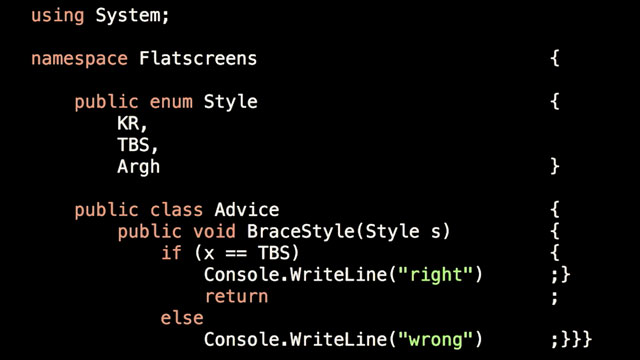 using System;
namespace Flatscreens {
public enum Style {
KR,
TBS,
Argh }
public class Advice {
public void BraceStyle(Style s) {
if (x == TBS) {
Console.WriteLine("right") ;}
return ;
else
Console.WriteLine("wrong") ;}}}